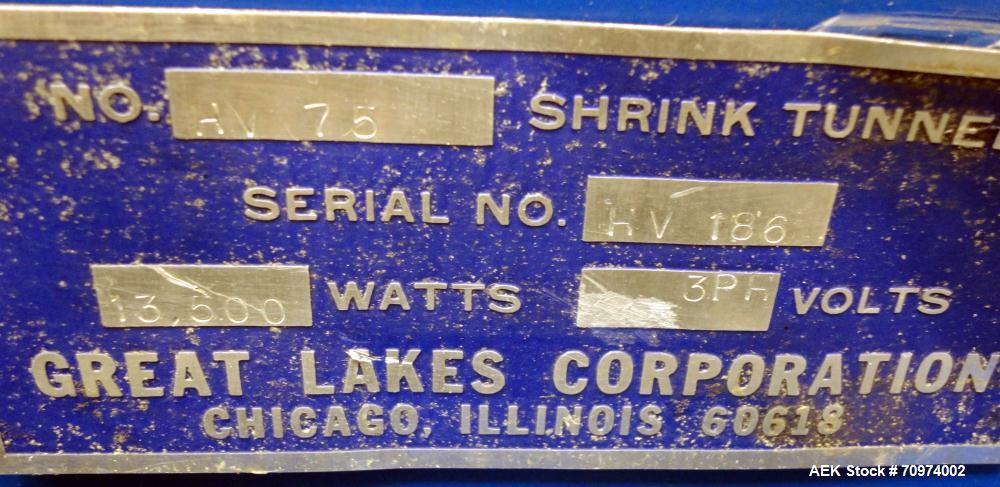 NO. HV 75 SHRINK TUNNEL
SERIAL NO. HV 186
13,500 WATTS 3PH VOLTS
GREAT LAKES CORPORATION
CHICAGO, ILLINOIS 60618
AEK Stock # 70974002